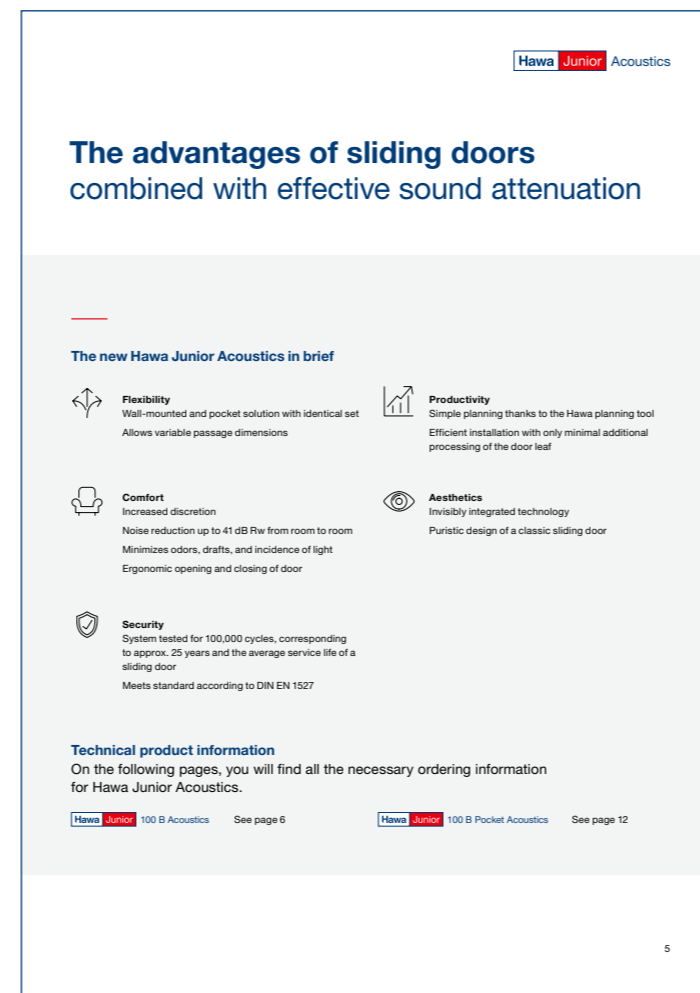 Hawa Junior Acoustics
The advantages of sliding doors
combined with effective sound attenuation
The new Hawa Junior Acoustics in brief
Flexibility
Wall-mounted and pocket solution with identical set
Allows variable passage dimensions
Productivity
Simple planning thanks to the Hawa planning tool
Efficient installation with only minimal additional
processing of the door leaf
Comfort
Increased discretion
Noise reduction up to 41 dB Rw from room to room
Minimizes odors, drafts, and incidence of light
Ergonomic opening and closing of door
Aesthetics
Invisibly integrated technology
Puristic design of a classic sliding door
Security
System tested for 100,000 cycles, corresponding
to approx. 25 years and the average service life of a
sliding door
Meets standard according to DIN EN 1527
Technical product information
On the following pages, you will find all the necessary ordering information
for Hawa Junior Acoustics.
Hawa Junior 100 B Acoustics See page 6
Hawa Junior 100 B Pocket Acoustics See page 12
5